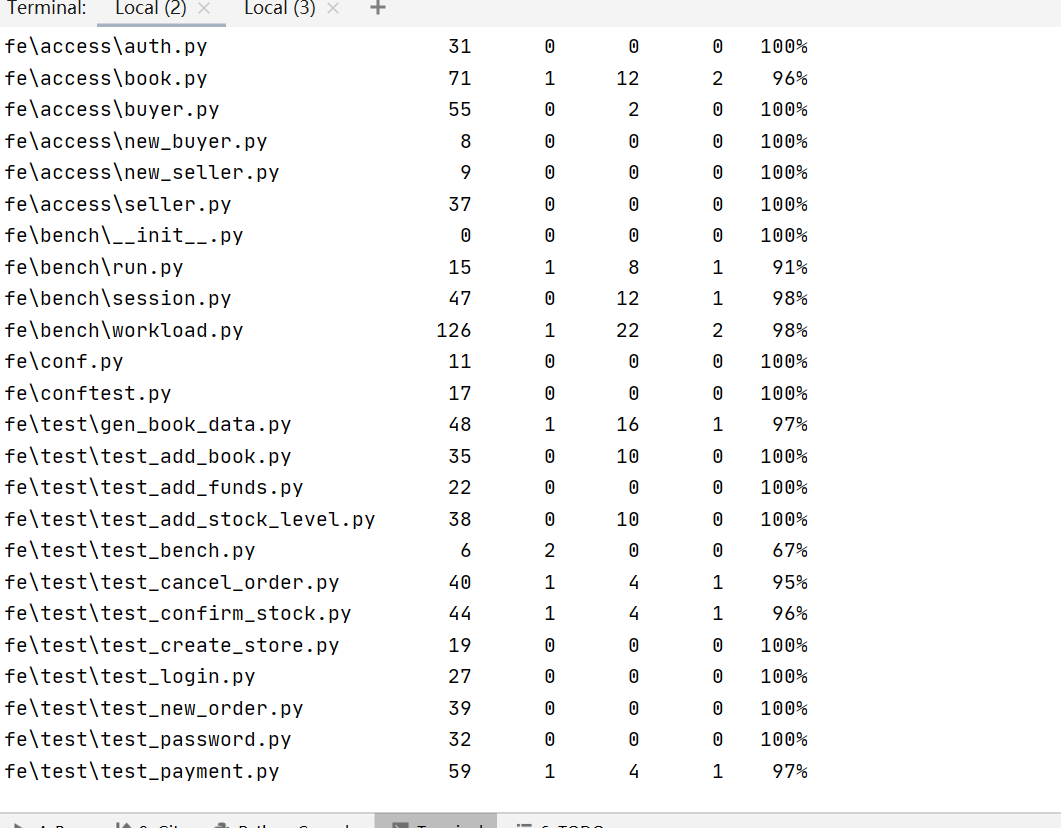 Terminal: Local (2) × Local (3) × +
fe\access\auth.py 31 0 0 0 100%
fe\access\book.py 71 1 12 2 96%
fe\access\buyer.py 55 0 2 0 100%
fe\access\new_buyer.py 8 0 0 0 100%
fe\access\new_seller.py 9 0 0 0 100%
fe\access\seller.py 37 0 0 0 100%
fe\bench\__init__.py 0 0 0 0 100%
fe\bench\run.py 15 1 8 1 91%
fe\bench\session.py 47 0 12 1 98%
fe\bench\workload.py 126 1 22 2 98%
fe\conf.py 11 0 0 0 100%
fe\conftest.py 17 0 0 0 100%
fe\test\gen_book_data.py 48 1 16 1 97%
fe\test\test_add_book.py 35 0 10 0 100%
fe\test\test_add_funds.py 22 0 0 0 100%
fe\test\test_add_stock_level.py 38 0 10 0 100%
fe\test\test_bench.py 6 2 0 0 67%
fe\test\test_cancel_order.py 40 1 4 1 95%
fe\test\test_confirm_stock.py 44 1 4 1 96%
fe\test\test_create_store.py 19 0 0 0 100%
fe\test\test_login.py 27 0 0 0 100%
fe\test\test_new_order.py 39 0 0 0 100%
fe\test\test_password.py 32 0 0 0 100%
fe\test\test_payment.py 59 1 4 1 97%